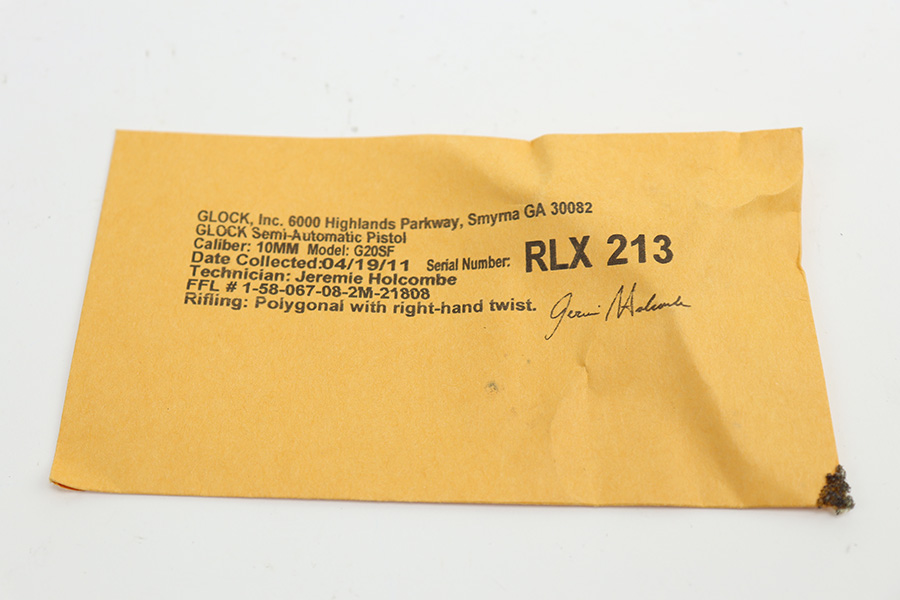 GLOCK, Inc. 6000 Highlands Parkway, Smyrna GA 30082
GLOCK Semi-Automatic Pistol
Caliber: 10MM Model: G20SF
Date Collected:04/19/11 Serial Number: RLX 213
Technician: Jeremie Holcombe
FFL # 1-58-067-08-2M-21808
Rifling: Polygonal with right-hand twist.